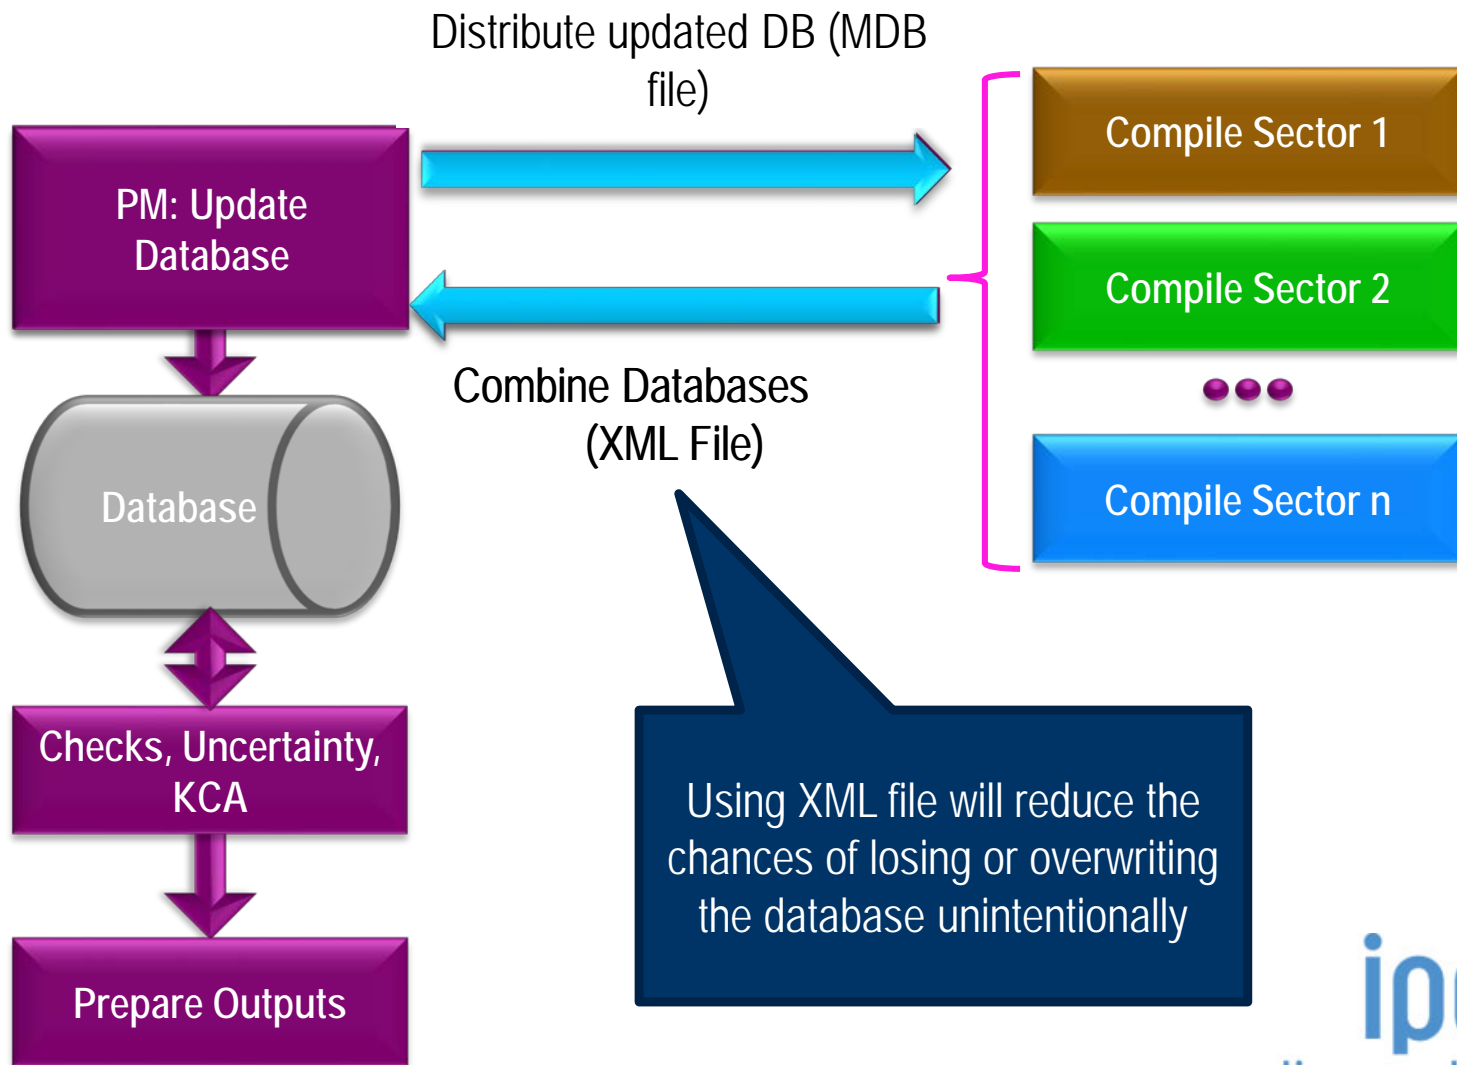 Distribute updated DB (MDB
file)
PM: Update
Database
Compile Sector 1
Compile Sector 2
Combine Databases
(XML File)
Compile Sector n
Database
Checks, Uncertainty,
KCA
Using XML file will reduce the
chances of losing or overwriting
the database unintentionally
Prepare Outputs